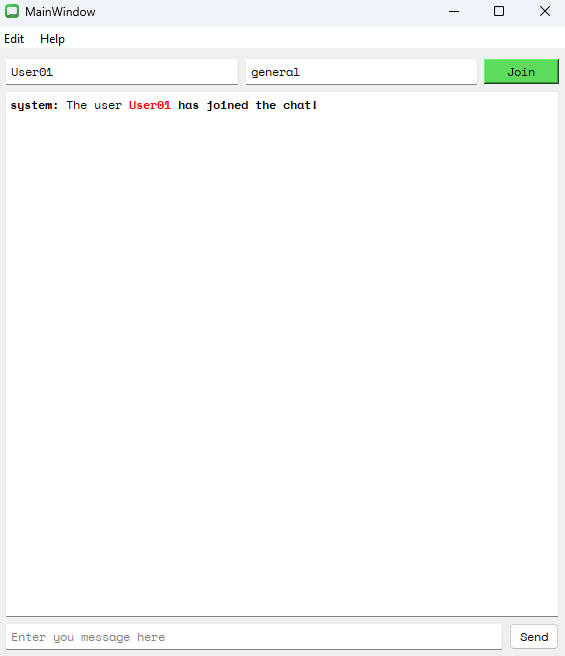 MainWindow
Edit Help
User01 general Join
system: The user User01 has joined the chat!
Enter you message here Send